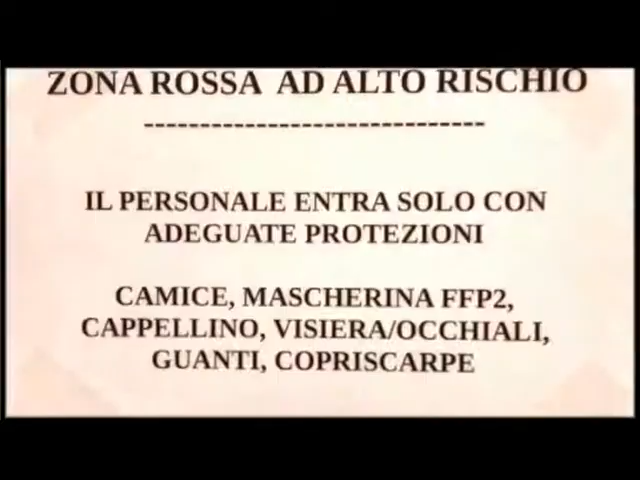 ZONA ROSSA AD ALTO RISCHIO
-------------------------------
IL PERSONALE ENTRA SOLO CON
ADEGUATE PROTEZIONI
CAMICE, MASCHERINA FFP2,
CAPPELLINO, VISIERA/OCCHIALI,
GUANTI, COPRISCARPE